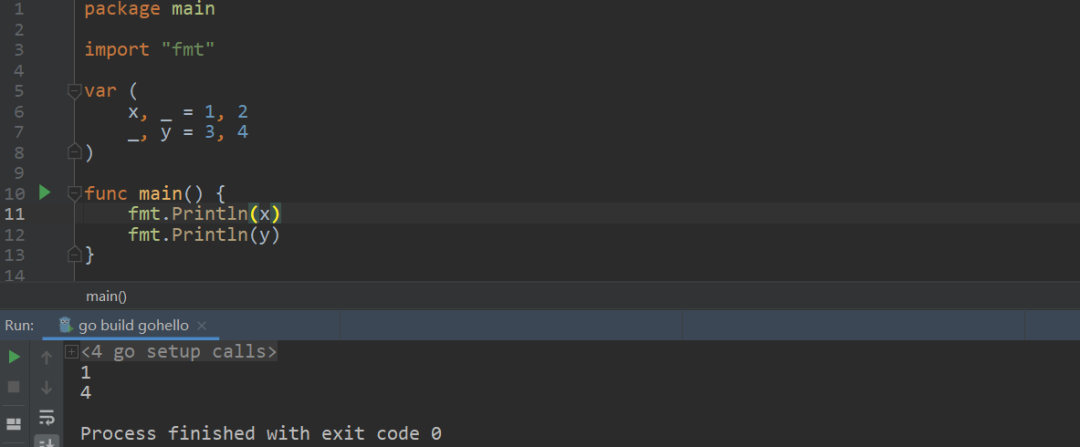 1 package main
2
3 import "fmt"
4
5 var (
6     x, _ = 1, 2
7     _, y = 3, 4
8 )
9
10 func main() {
11     fmt.Println(x)
12     fmt.Println(y)
13 }
14
main()
Run: go build gohello ×
<4 go setup calls>
1
4
Process finished with exit code 0